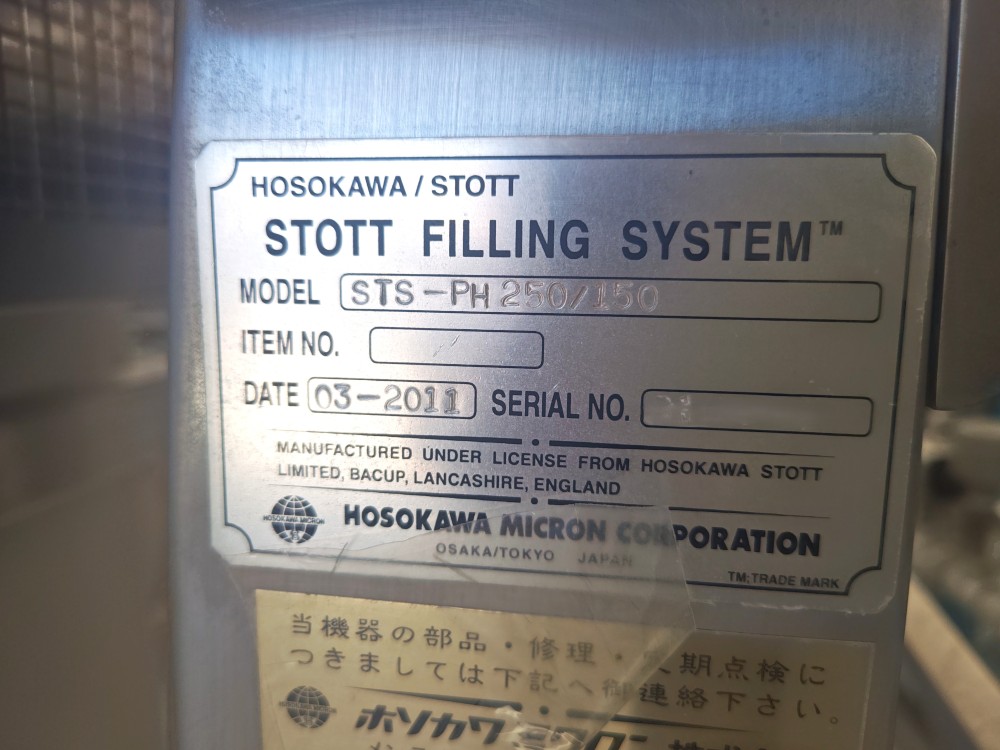 HOSOKAWA / STOTT
STOTT FILLING SYSTEM™
MODEL STS-PH 250/150
ITEM NO.
DATE 03-2011 SERIAL NO.
MANUFACTURED UNDER LICENSE FROM HOSOKAWA STOTT
LIMITED, BACUP, LANCASHIRE, ENGLAND
HOSOKAWA MICRON
HOSOKAWA MICRON CORPORATION
OSAKA/TOKYO JAPAN
TM; TRADE MARK
当機器の部品・修理・期点検に
つきましては下記へ御連絡下さい。
ホソカワ